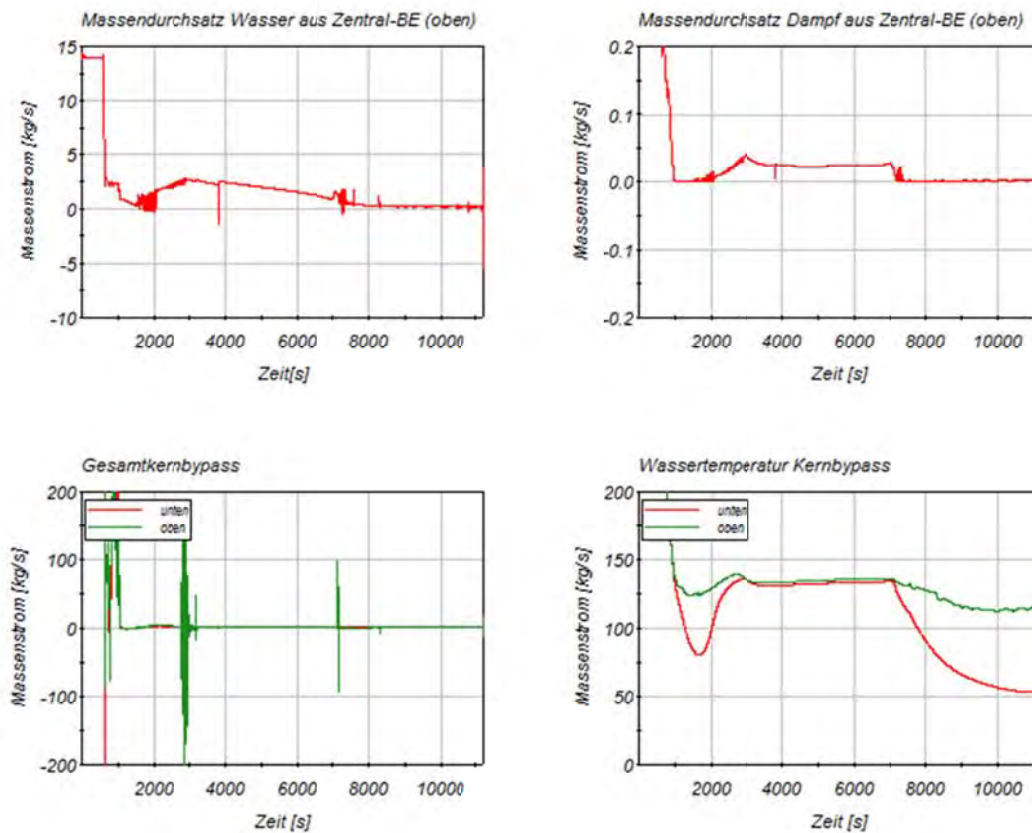 Massendurchsatz Wasser aus Zentral-BE (oben)
15
10
5
0
-5
-10
Massenstrom [kg/s]
2000 4000 6000 8000 10000
Zeit[s]
Massendurchsatz Dampf aus Zentral-BE (oben)
0.2
0.1
0.0
-0.1
-0.2
Massenstrom [kg/s]
2000 4000 6000 8000 10000
Zeit [s]
Gesamtkernbypass
200
100
0
-100
-200
Massenstrom [kg/s]
unten
oben
2000 4000 6000 8000 10000
Zeit [s]
Wassertemperatur Kernbypass
200
150
100
50
0
Massenstrom [kg/s]
unten
oben
2000 4000 6000 8000 10000
Zeit [s]